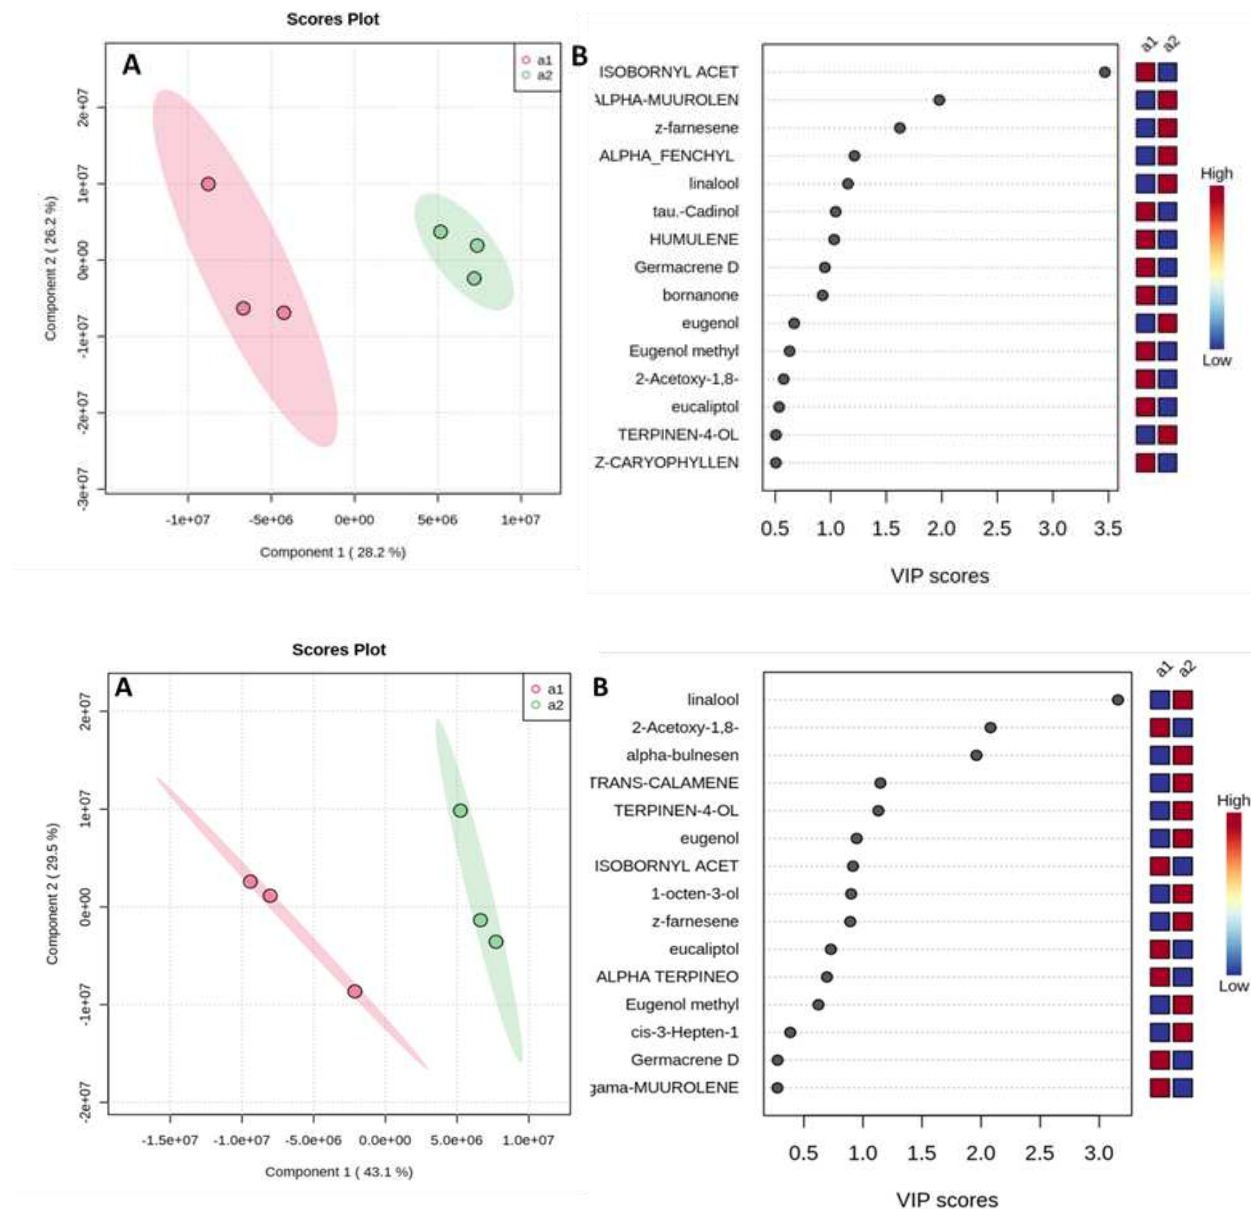 Scores Plot
A
a1
a2
2e+07
1e+07
0e+00
-1e+07
-2e+07
-3e+07
Component 2 ( 26.2 %)
-1e+07
-5e+06
0e+00
5e+06
1e+07
Component 1 ( 28.2 %)
B
a1
a2
ISOBORNYL ACET
ALPHA-MUUROLEN
z-farnesene
ALPHA_FENCHYL
linalool
tau.-Cadinol
HUMULENE
Germacrene D
bornanone
eugenol
Eugenol methyl
2-Acetoxy-1,8-
eucaliptol
TERPINEN-4-OL
Z-CARYOPHYLLEN
High
Low
0.5
1.0
1.5
2.0
2.5
3.0
3.5
VIP scores
Scores Plot
A
a1
a2
2e+07
1e+07
0e+00
-1e+07
-2e+07
Component 2 ( 29.5 %)
-1.5e+07
-1.0e+07
-5.0e+06
0.0e+00
5.0e+06
1.0e+07
Component 1 ( 43.1 %)
B
a1
a2
linalool
2-Acetoxy-1,8-
alpha-bulnesen
TRANS-CALAMENE
TERPINEN-4-OL
eugenol
ISOBORNYL ACET
1-octen-3-ol
z-farnesene
eucaliptol
ALPHA TERPINEO
Eugenol methyl
cis-3-Hepten-1
Germacrene D
gama-MUUROLENE
High
Low
0.5
1.0
1.5
2.0
2.5
3.0
VIP scores